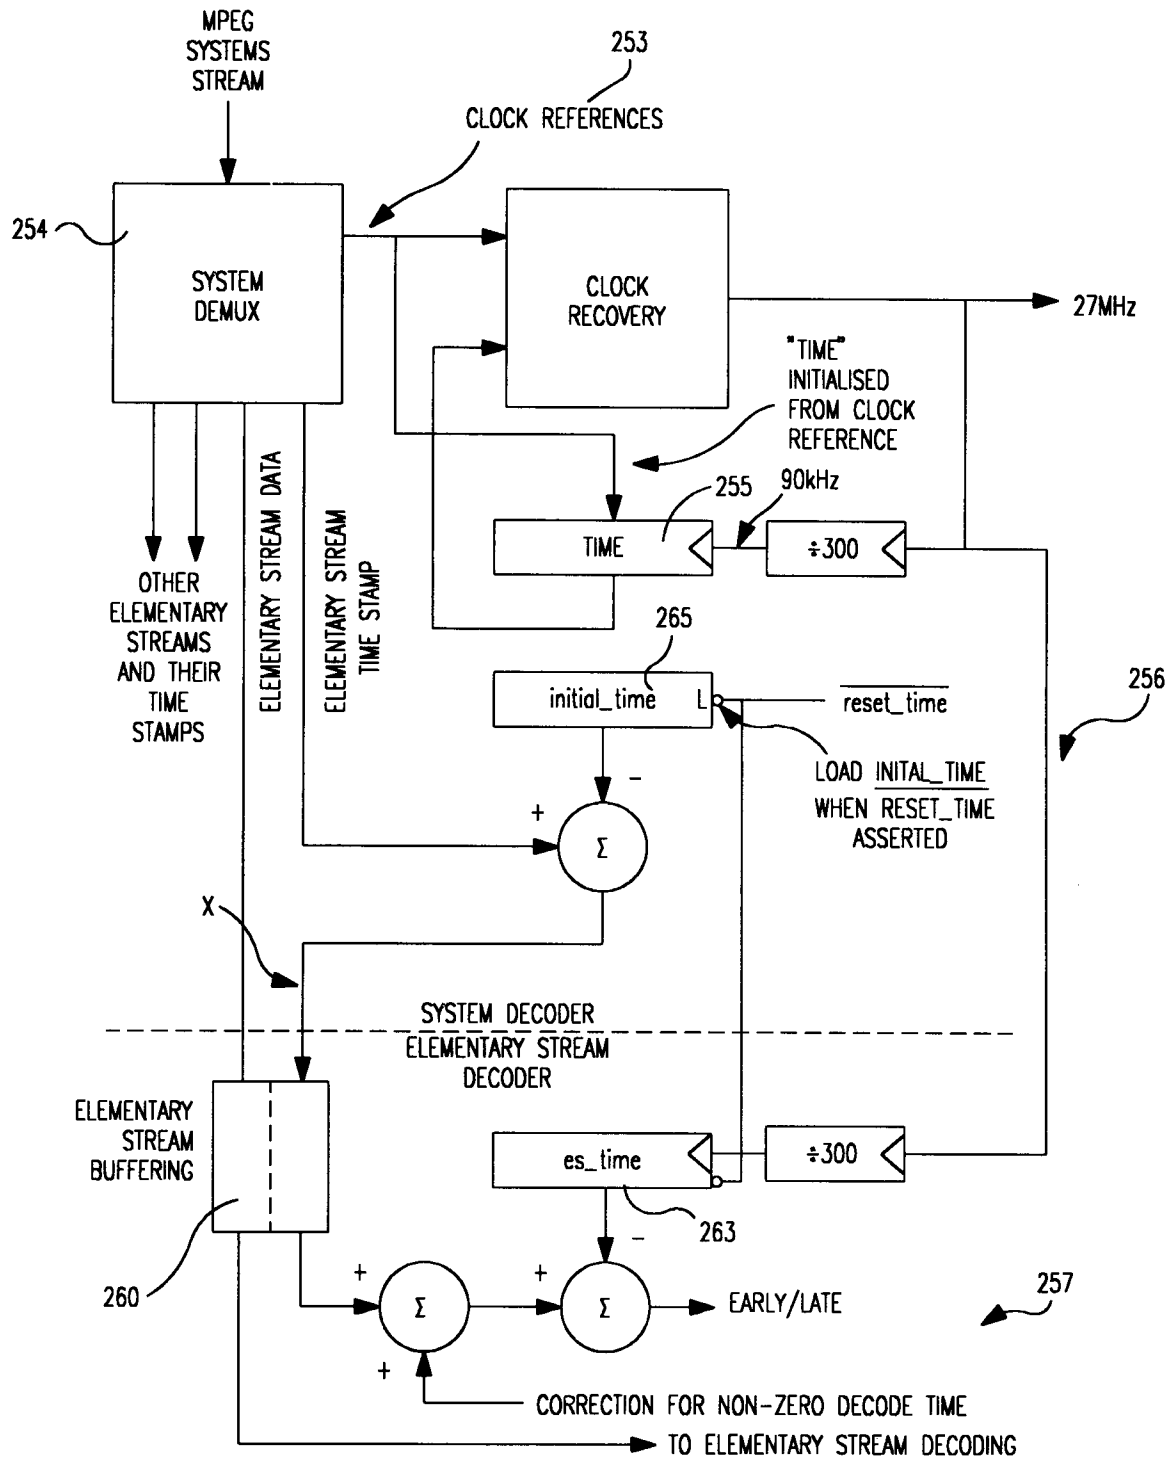 MPEG
SYSTEMS
STREAM
253
CLOCK REFERENCES
254
SYSTEM
DEMUX
CLOCK
RECOVERY
27MHz
"TIME"
INITIALISED
FROM CLOCK
REFERENCE
255
90kHz
TIME
÷300
OTHER
ELEMENTARY
STREAMS
AND THEIR
TIME
STAMPS
ELEMENTARY STREAM DATA
ELEMENTARY STREAM
TIME STAMP
265
initial_time L
reset_time
256
LOAD INITAL_TIME
WHEN RESET_TIME
ASSERTED
-
+
Σ
X
SYSTEM DECODER
ELEMENTARY STREAM
DECODER
ELEMENTARY
STREAM
BUFFERING
es_time
÷300
263
260
-
+
Σ
+
Σ
EARLY/LATE
257
+
CORRECTION FOR NON-ZERO DECODE TIME
TO ELEMENTARY STREAM DECODING